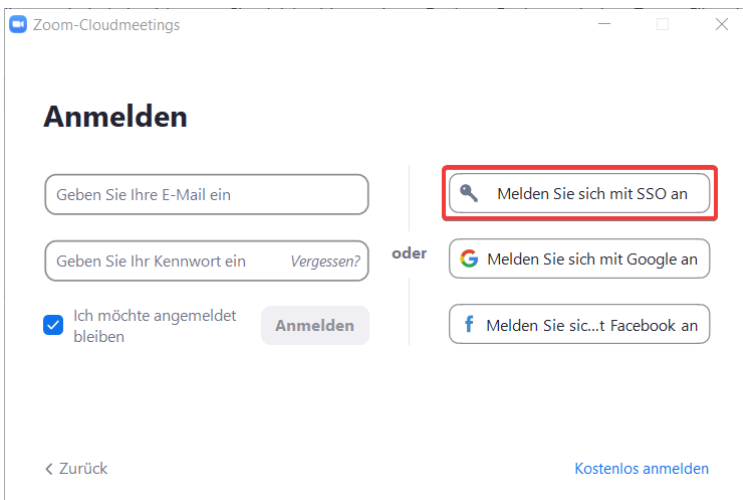 Zoom-Cloudmeetings
Anmelden
Geben Sie Ihre E-Mail ein
Geben Sie Ihr Kennwort ein Vergessen?
Ich möchte angemeldet
bleiben
Anmelden
oder
Melden Sie sich mit SSO an
Melden Sie sich mit Google an
Melden Sie sic...t Facebook an
Zurück
Kostenlos anmelden